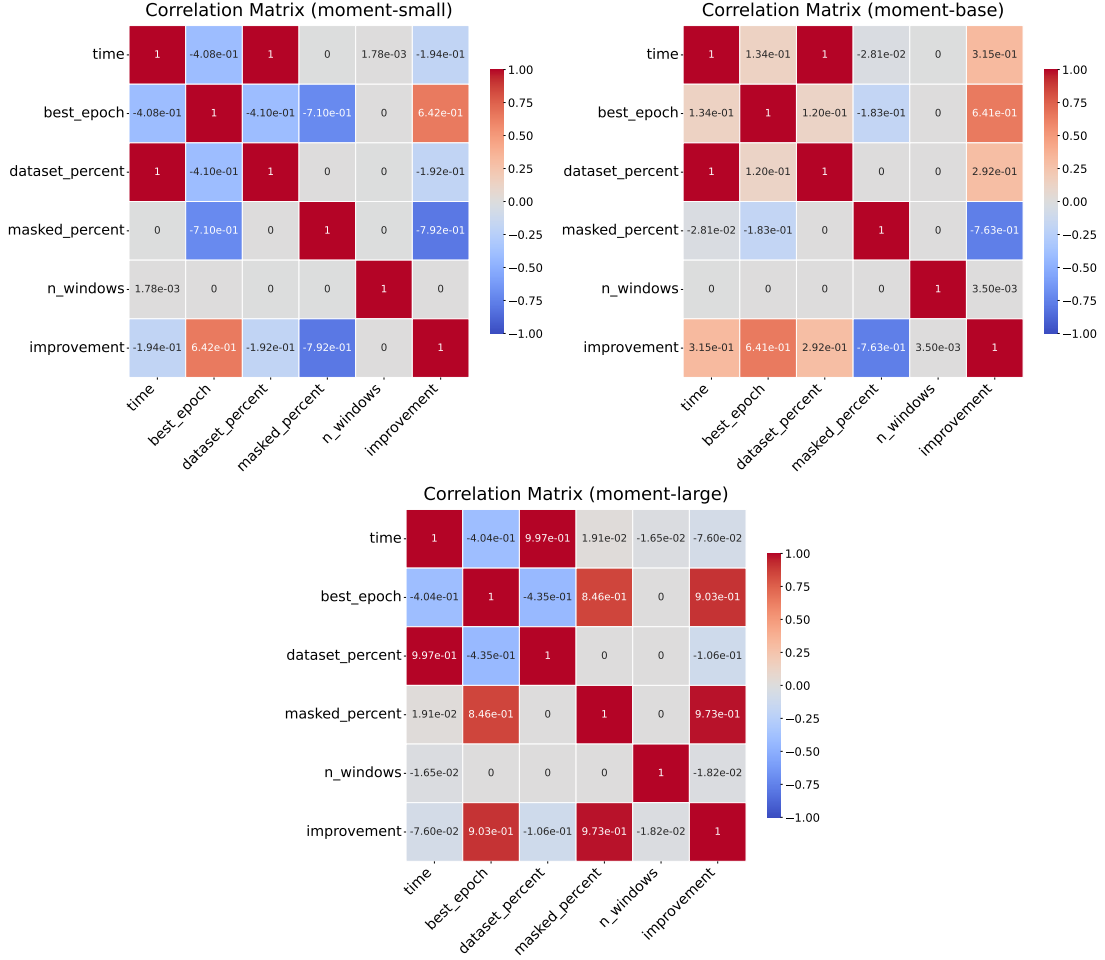 Correlation Matrix (moment-small)
time 1 -4.08e-01 1 0 1.78e-03 -1.94e-01
best_epoch -4.08e-01 1 -4.10e-01 -7.10e-01 0 6.42e-01
dataset_percent 1 -4.10e-01 1 0 0 -1.92e-01
masked_percent 0 -7.10e-01 0 1 0 -7.92e-01
n_windows 1.78e-03 0 0 0 1 0
improvement -1.94e-01 6.42e-01 -1.92e-01 -7.92e-01 0 1
time best_epoch dataset_percent masked_percent n_windows improvement
1.00
0.75
0.50
0.25
0.00
−0.25
−0.50
−0.75
−1.00
Correlation Matrix (moment-base)
time 1 1.34e-01 1 -2.81e-02 0 3.15e-01
best_epoch 1.34e-01 1 1.20e-01 -1.83e-01 0 6.41e-01
dataset_percent 1 1.20e-01 1 0 0 2.92e-01
masked_percent -2.81e-02 -1.83e-01 0 1 0 -7.63e-01
n_windows 0 0 0 0 1 3.50e-03
improvement 3.15e-01 6.41e-01 2.92e-01 -7.63e-01 3.50e-03 1
time best_epoch dataset_percent masked_percent n_windows improvement
1.00
0.75
0.50
0.25
0.00
−0.25
−0.50
−0.75
−1.00
Correlation Matrix (moment-large)
time 1 -4.04e-01 9.97e-01 1.91e-02 -1.65e-02 -7.60e-02
best_epoch -4.04e-01 1 -4.35e-01 8.46e-01 0 9.03e-01
dataset_percent 9.97e-01 -4.35e-01 1 0 0 -1.06e-01
masked_percent 1.91e-02 8.46e-01 0 1 0 9.73e-01
n_windows -1.65e-02 0 0 0 1 -1.82e-02
improvement -7.60e-02 9.03e-01 -1.06e-01 9.73e-01 -1.82e-02 1
time best_epoch dataset_percent masked_percent n_windows improvement
1.00
0.75
0.50
0.25
0.00
−0.25
−0.50
−0.75
−1.00